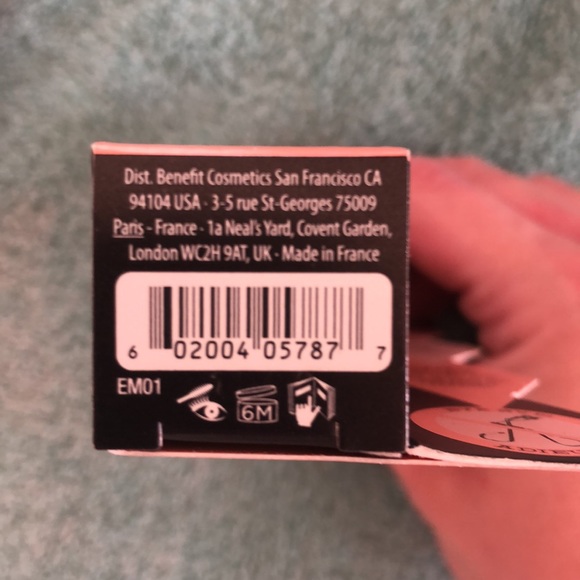 Dist. Benefit Cosmetics San Francisco CA
94104 USA · 3-5 rue St-Georges 75009
Paris - France · 1a Neal's Yard, Covent Garden,
London WC2H 9AT, UK · Made in France
6 02004 05787 7
EM01
6M